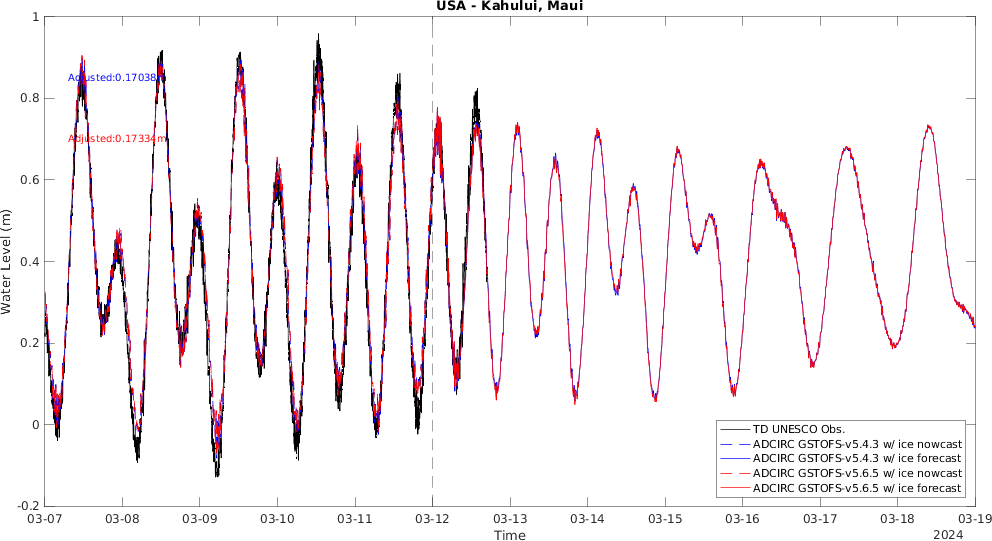 USA - Kahului, Maui
1
0.8
0.6
0.4
0.2
0
-0.2
Water Level (m)
Adjusted:0.17038m
Adjusted:0.17334m
TD UNESCO Obs.
ADCIRC GSTOFS-v5.4.3 w/ ice nowcast
ADCIRC GSTOFS-v5.4.3 w/ ice forecast
ADCIRC GSTOFS-v5.6.5 w/ ice nowcast
ADCIRC GSTOFS-v5.6.5 w/ ice forecast
03-07 03-08 03-09 03-10 03-11 03-12 03-13 03-14 03-15 03-16 03-17 03-18 03-19
Time
2024